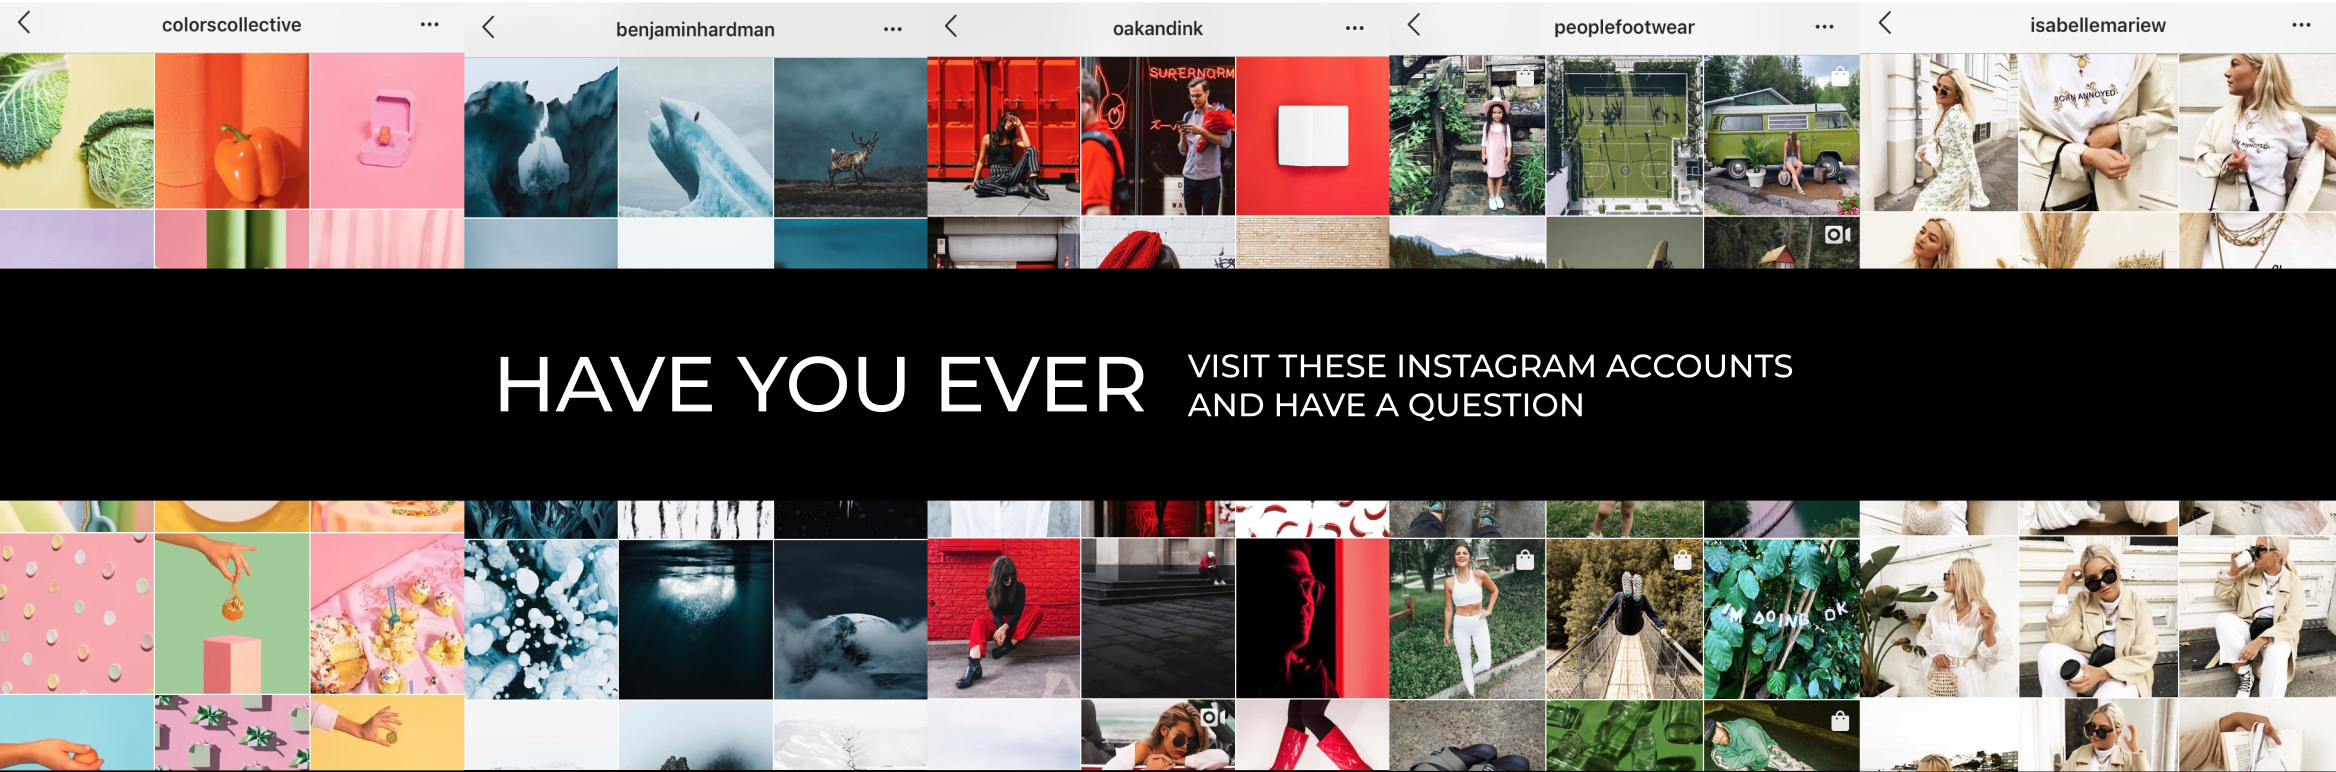 colorscollective
benjaminhardman
oakandink
peoplefootwear
isabellemariew
SUPERNORM
BORN ANNOYED
ANNOYED
HAVE YOU EVER
VISIT THESE INSTAGRAM ACCOUNTS
AND HAVE A QUESTION
I'M DOING OK